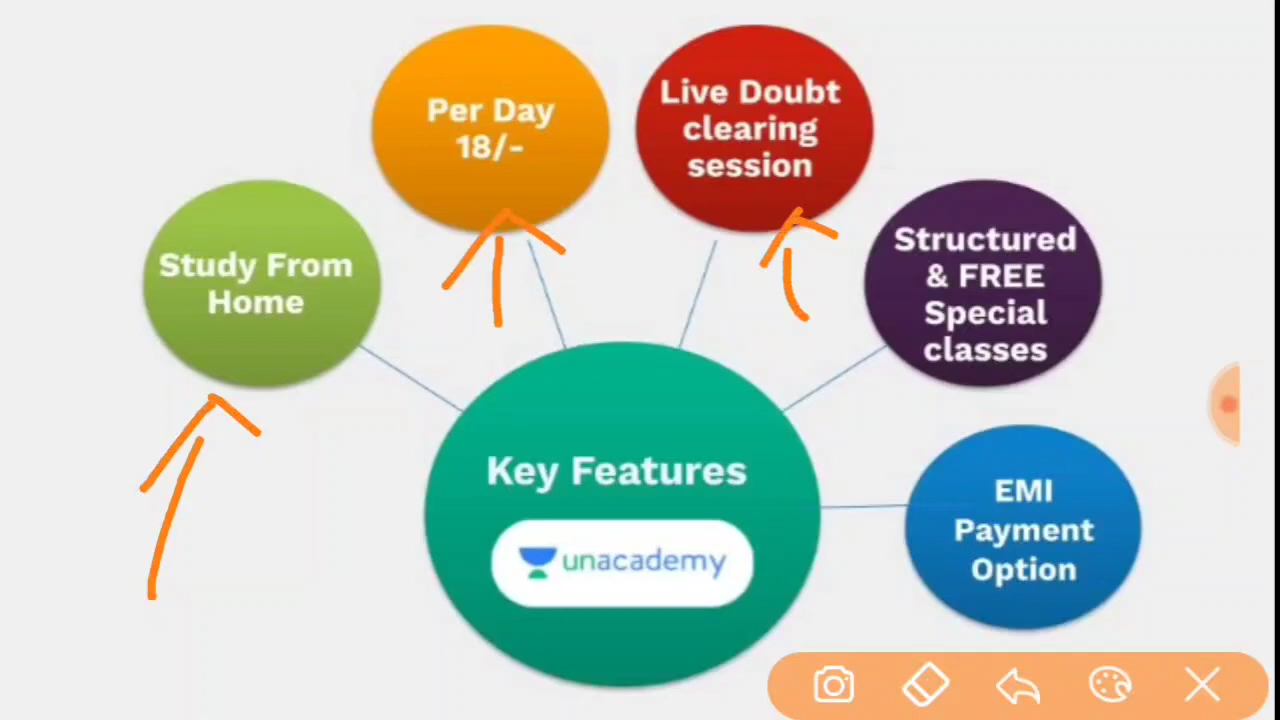 Per Day
18/-
Live Doubt
clearing
session
Study From
Home
Structured
& FREE
Special
classes
Key Features
unacademy
EMI
Payment
Option